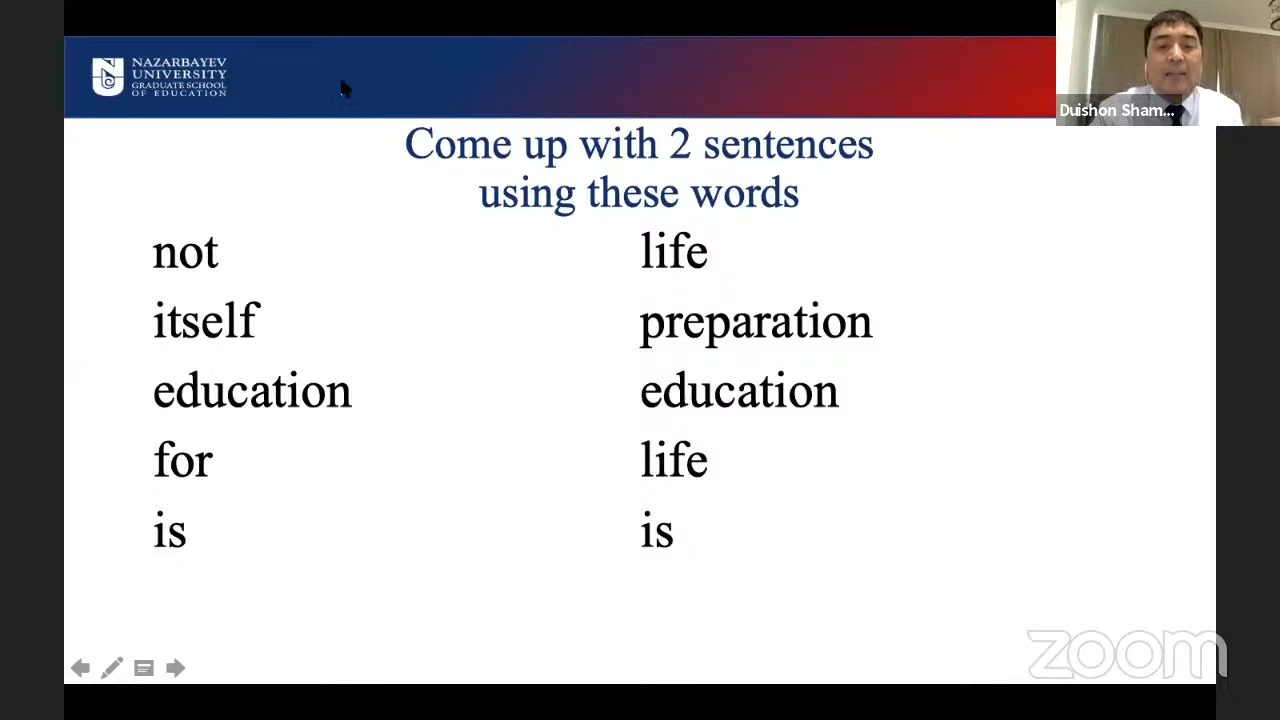 NAZARBAYEV
UNIVERSITY
GRADUATE SCHOOL
OF EDUCATION
Duishon Sham...
Come up with 2 sentences
using these words
not
itself
education
for
is
life
preparation
education
life
is
zoom